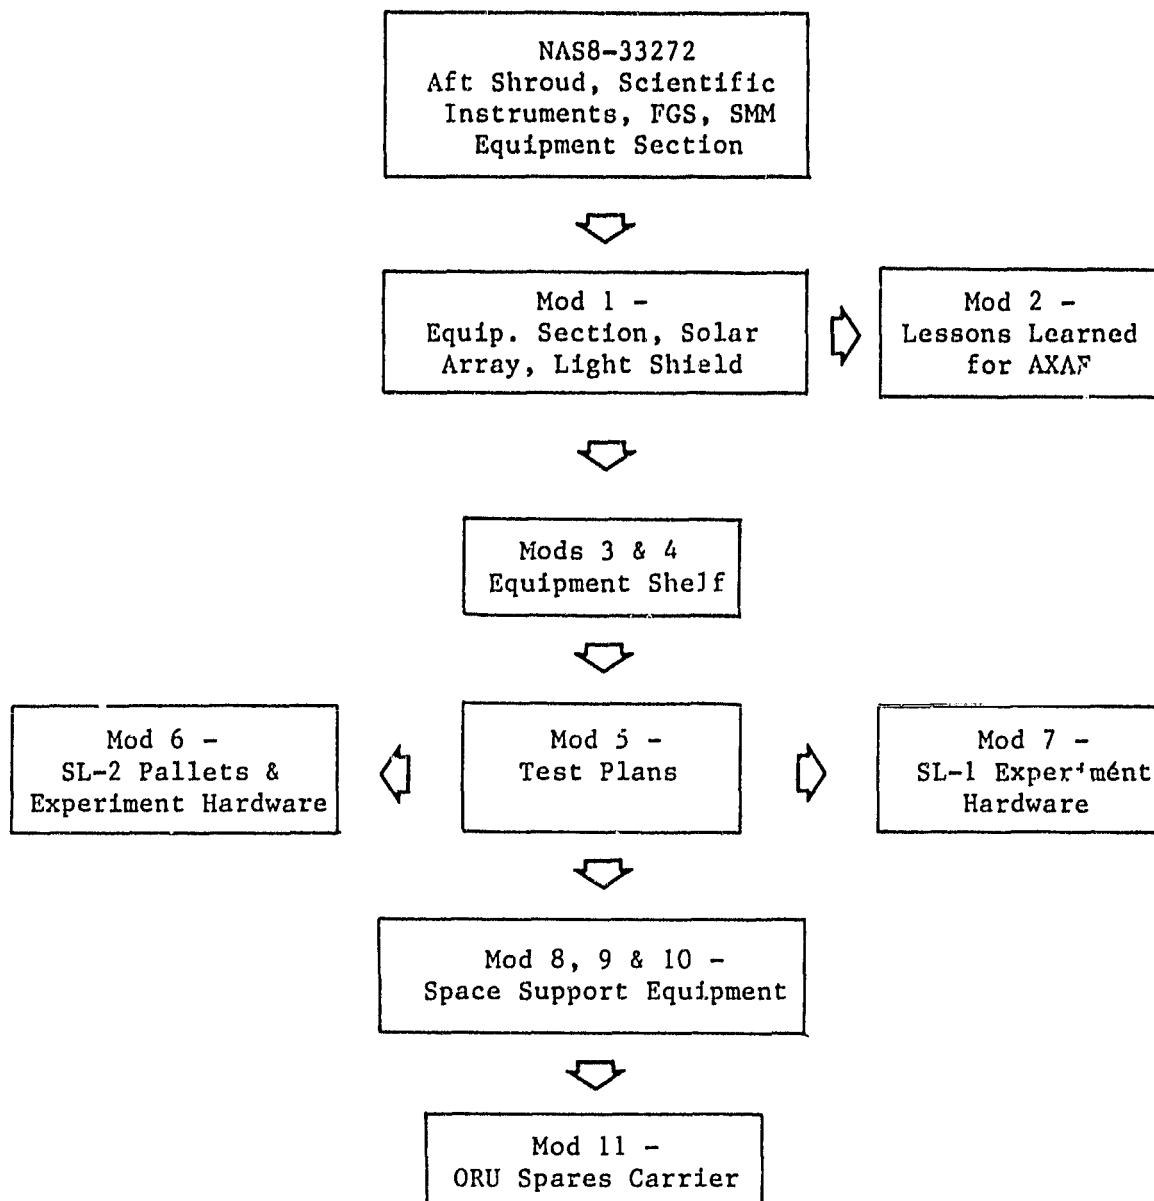 NAS8-33272
Aft Shroud, Scientific
Instruments, FGS, SMM
Equipment Section
Mod 1 -
Equip. Section, Solar
Array, Light Shield
Mod 2 -
Lessons Learned
for AXAF
Mods 3 & 4
Equipment Shelf
Mod 6 -
SL-2 Pallets &
Experiment Hardware
Mod 5 -
Test Plans
Mod 7 -
SL-1 Experiment
Hardware
Mod 8, 9 & 10 -
Space Support Equipment
Mod 11 -
ORU Spares Carrier